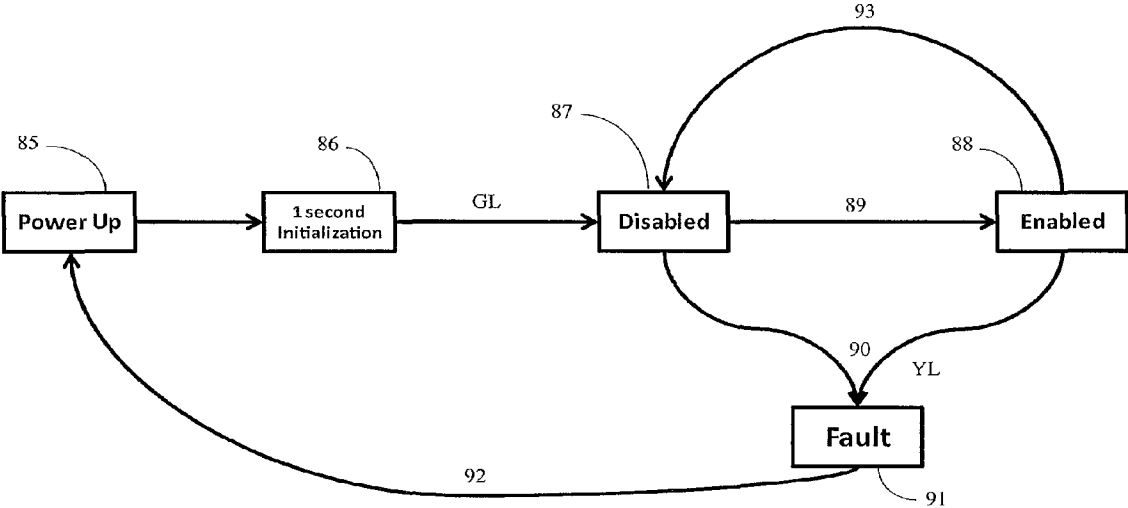 93
87
85
86
88
Power Up
1 second
Initialization
GL
Disabled
89
Enabled
90
YL
Fault
92
91